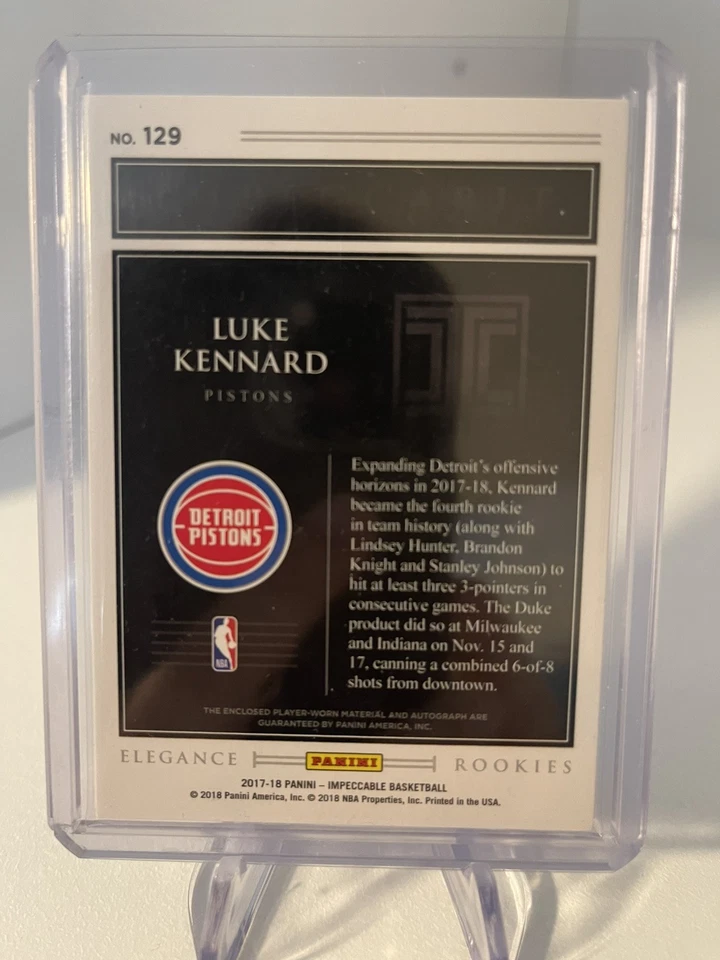 NO. 129
LUKE
KENNARD
PISTONS
DETROIT
PISTONS
NBA
Expanding Detroit's offensive
horizons in 2017-18, Kennard
became the fourth rookie
in team history (along with
Lindsey Hunter, Brandon
Knight and Stanley Johnson) to
hit at least three 3-pointers in
consecutive games. The Duke
product did so at Milwaukee
and Indiana on Nov. 15 and
17, canning a combined 6-of-8
shots from downtown.
THE ENCLOSED PLAYER-WORN MATERIAL AND AUTOGRAPH ARE
GUARANTEED BY PANINI AMERICA, INC.
ELEGANCE PANINI ROOKIES
2017-18 PANINI – IMPECCABLE BASKETBALL
© 2018 Panini America, Inc. © 2018 NBA Properties, Inc. Printed in the USA.